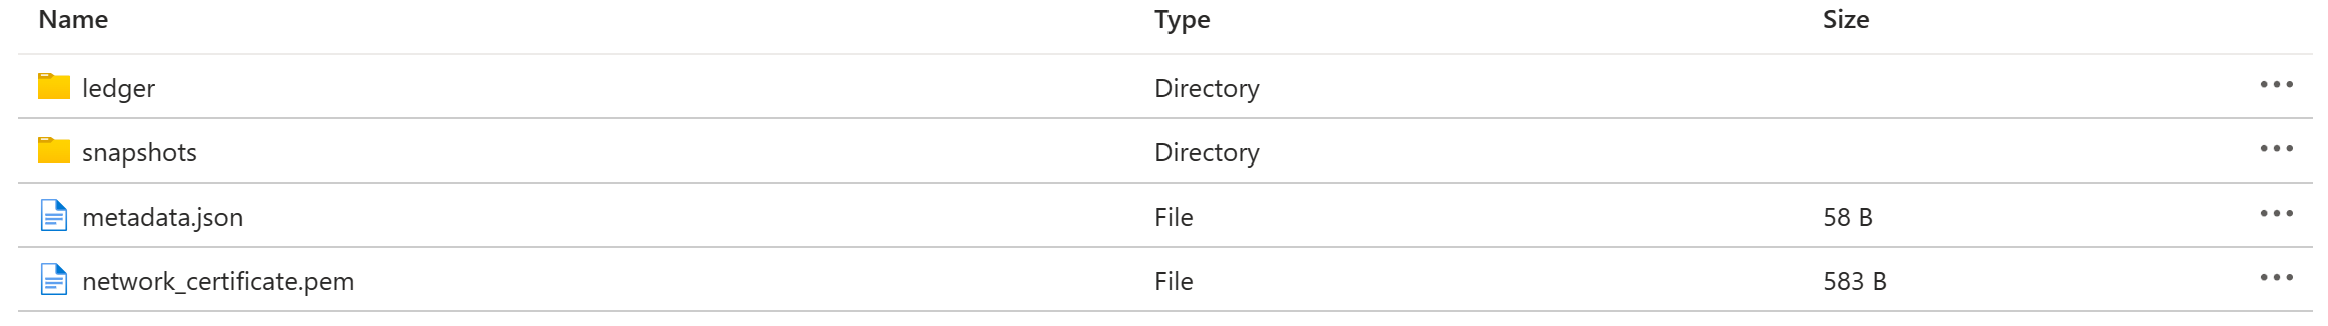 Name Type Size
ledger Directory
snapshots Directory
metadata.json File 58 B
network_certificate.pem File 583 B